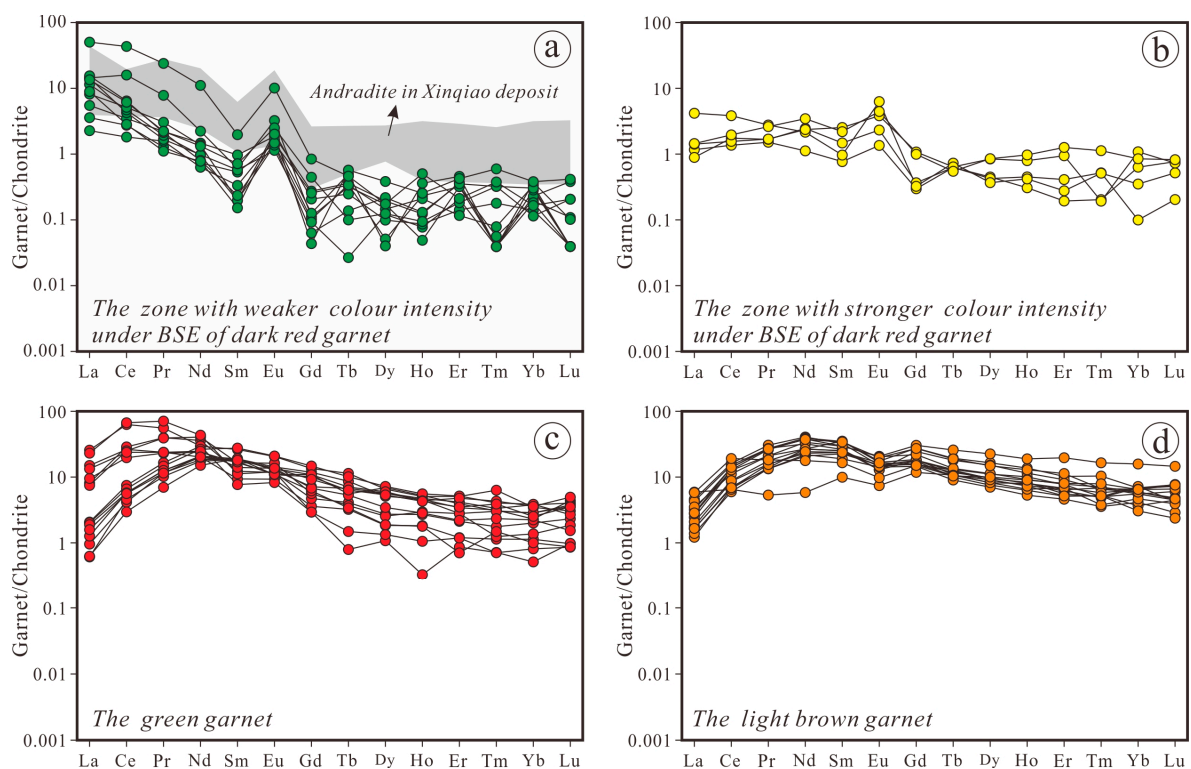 100
10
1
0.1
0.01
0.001
Garnet/Chondrite
a
Andradite in Xinqiao deposit
The zone with weaker colour intensity
under BSE of dark red garnet
La Ce Pr Nd Sm Eu Gd Tb Dy Ho Er Tm Yb Lu
100
10
1
0.1
0.01
0.001
Garnet/Chondrite
b
The zone with stronger colour intensity
under BSE of dark red garnet
La Ce Pr Nd Sm Eu Gd Tb Dy Ho Er Tm Yb Lu
100
10
1
0.1
0.01
0.001
Garnet/Chondrite
c
The green garnet
La Ce Pr Nd Sm Eu Gd Tb Dy Ho Er Tm Yb Lu
100
10
1
0.1
0.01
0.001
Garnet/Chondrite
d
The light brown garnet
La Ce Pr Nd Sm Eu Gd Tb Dy Ho Er Tm Yb Lu